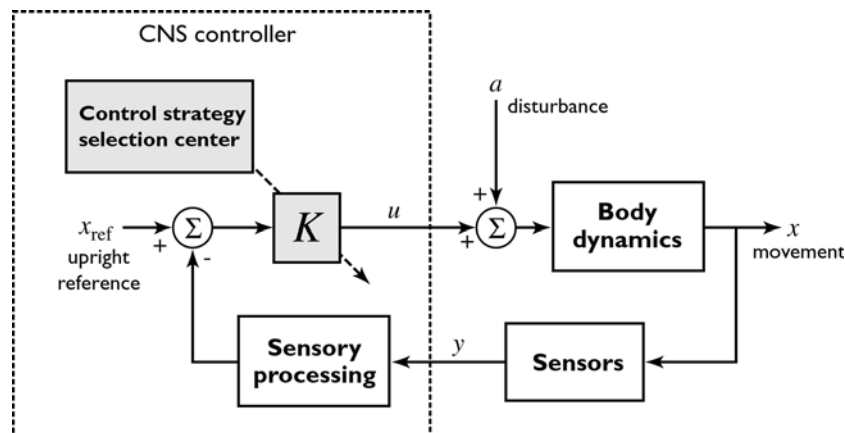 CNS controller
Control strategy
selection center
a
disturbance
+
x_ref
upright
reference
+
Σ
-
K
u
+
Σ
Body
dynamics
x
movement
Sensory
processing
y
Sensors